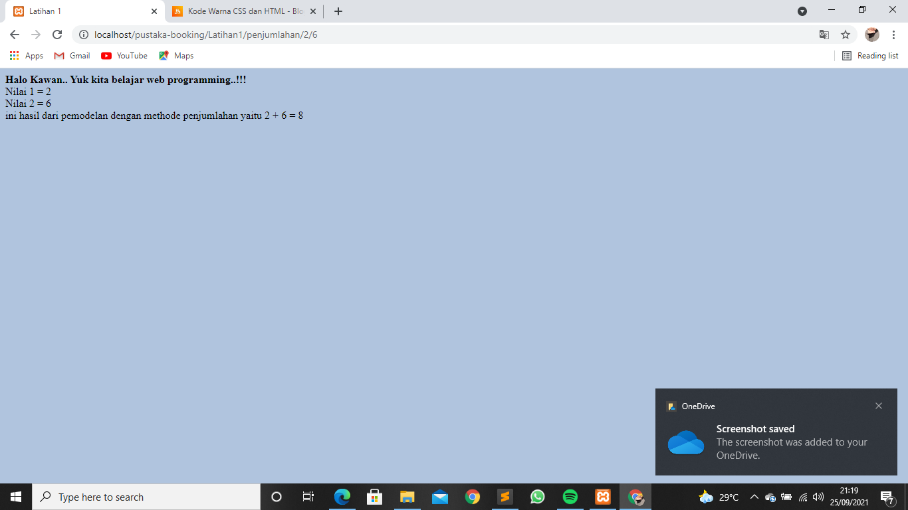 Latihan 1
Kode Warna CSS dan HTML - Blo
localhost/pustaka-booking/Latihan1/penjumlahan/2/6
Apps
Gmail
YouTube
Maps
Reading list
Halo Kawan.. Yuk kita belajar web programming..!!!
Nilai 1 = 2
Nilai 2 = 6
ini hasil dari pemodelan dengan methode penjumlahan yaitu 2 + 6 = 8
OneDrive
Screenshot saved
The screenshot was added to your
OneDrive.
Type here to search
29°C
21:19
25/09/2021
7